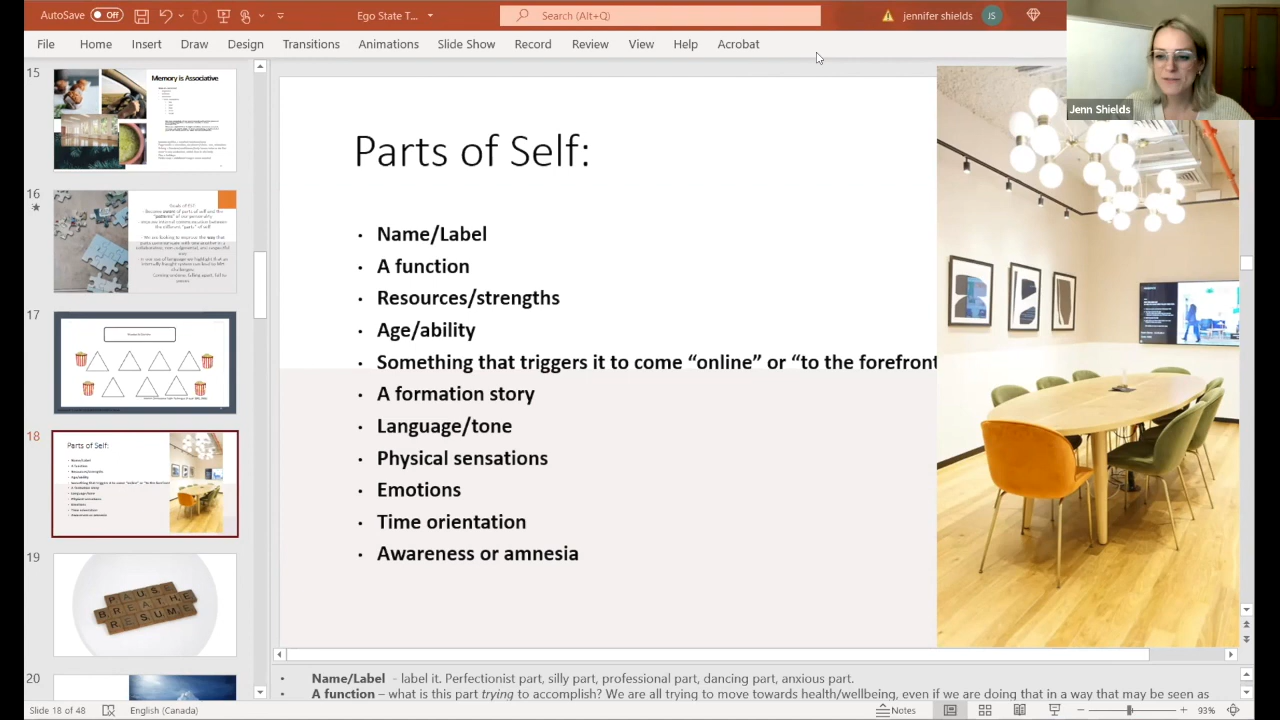 AutoSave Off
Ego State T...
Search (Alt+Q)
jennifer shields
JS
File Home Insert Draw Design Transitions Animations Slide Show Record Review View Help Acrobat
Jenn Shields
15
Memory is Associative
16
17
18
Parts of Self:
19
PAUSE
BREATHE
RESUME
20
Parts of Self:
· Name/Label
· A function
· Resources/strengths
· Age/ability
· Something that triggers it to come “online” or “to the forefront
· A formation story
· Language/tone
· Physical sensations
· Emotions
· Time orientation
· Awareness or amnesia
• Name/Label - label it. Perfectionist part, silly part, professional part, dancing part, anxious part.
• A function – what is this part trying to accomplish? We are all trying to move towards health/wellbeing, even if we are doing that in a way that may be seen as
Slide 18 of 48
English (Canada)
Notes
93%